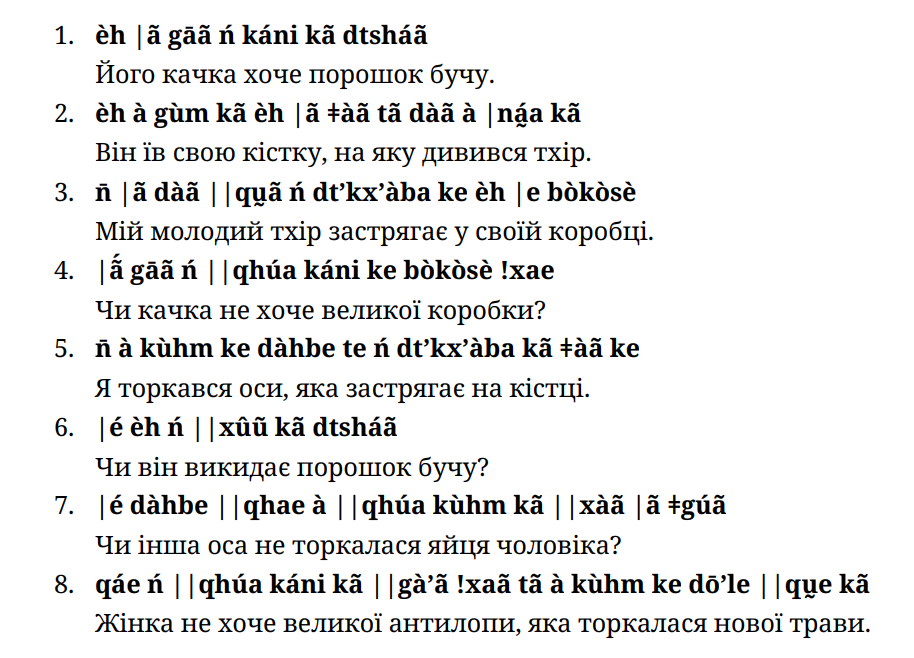 1. èh |ã gāã ń káni kã dtsháã
Його качка хоче порошок бучу.
2. èh à gùm kã èh |ã ǂàã tã dàã à |ná̰a kã
Він їв свою кістку, на яку дивився тхір.
3. n̄ |ã dàã ||qṵã ń dt’kx’àba ke èh |e bòkòsè
Мій молодий тхір застрягає у своїй коробці.
4. |ã́ gāã ń ||qhúa káni ke bòkòsè !xae
Чи качка не хоче великої коробки?
5. n̄ à kùhm ke dàhbe te ń dt’kx’àba kã ǂàã ke
Я торкався оси, яка застрягає на кістці.
6. |é èh ń ||xûũ kã dtsháã
Чи він викидає порошок бучу?
7. |é dàhbe ||qhae à ||qhúa kùhm kã ||xàã |ã ǂgúã
Чи інша оса не торкалася яйця чоловіка?
8. qáe ń ||qhúa káni kã ||gà’ã !xaã tã à kùhm ke dō’le ||qṵe kã
Жінка не хоче великої антилопи, яка торкалася нової трави.